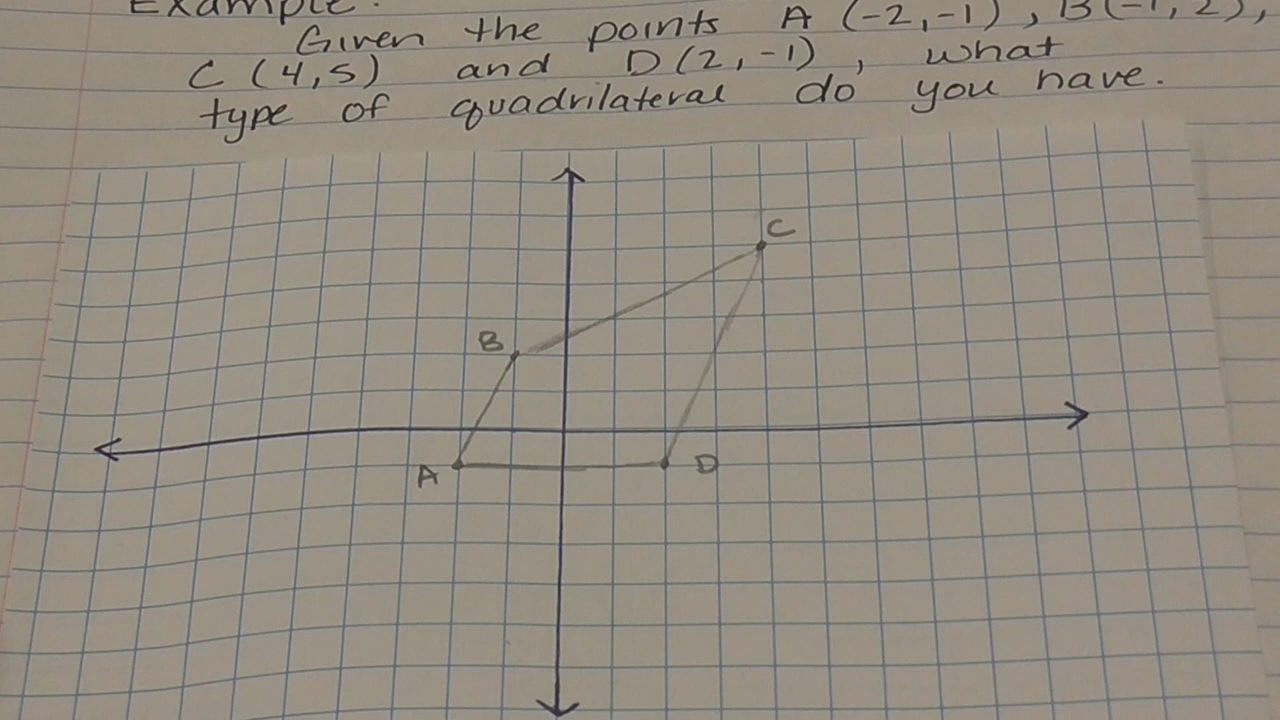 Example:
Given the points A (-2,-1), B(-1,2),
C (4,5) and D(2,-1), what
type of quadrilateral do you have.
C
B
A
D